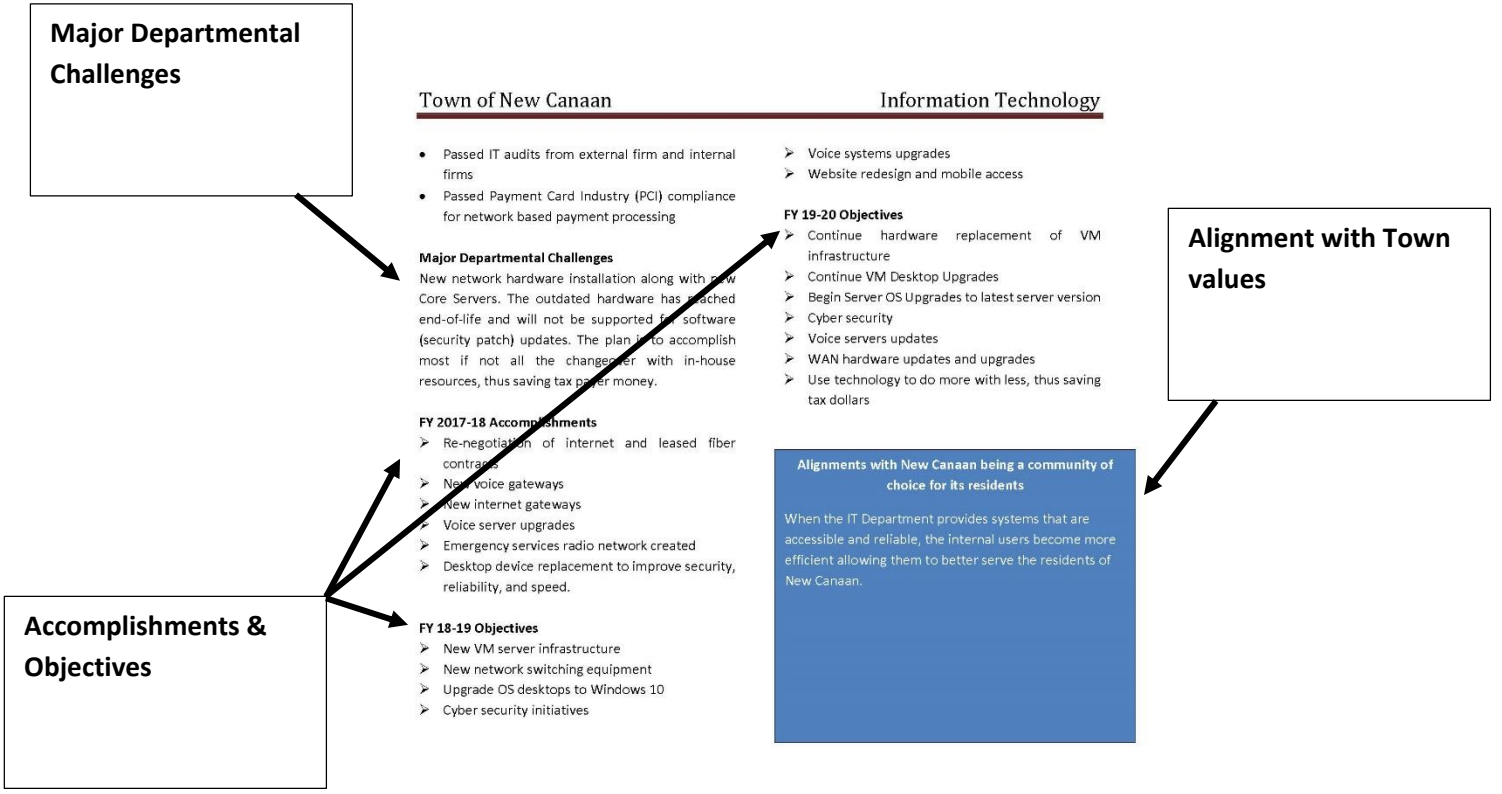 Major Departmental
Challenges
Town of New Canaan
Information Technology
• Passed IT audits from external firm and internal
firms
• Passed Payment Card Industry (PCI) compliance
for network based payment processing
Major Departmental Challenges
New network hardware installation along with new
Core Servers. The outdated hardware has reached
end-of-life and will not be supported for software
(security patch) updates. The plan is to accomplish
most if not all the changeover with in-house
resources, thus saving tax payer money.
FY 2017-18 Accomplishments
➢ Re-negotiation of internet and leased fiber
contracts
➢ New voice gateways
➢ New internet gateways
➢ Voice server upgrades
➢ Emergency services radio network created
➢ Desktop device replacement to improve security,
reliability, and speed.
FY 18-19 Objectives
➢ New VM server infrastructure
➢ New network switching equipment
➢ Upgrade OS desktops to Windows 10
➢ Cyber security initiatives
➢ Voice systems upgrades
➢ Website redesign and mobile access
FY 19-20 Objectives
➢ Continue hardware replacement of VM
infrastructure
➢ Continue VM Desktop Upgrades
➢ Begin Server OS Upgrades to latest server version
➢ Cyber security
➢ Voice servers updates
➢ WAN hardware updates and upgrades
➢ Use technology to do more with less, thus saving
tax dollars
Alignments with New Canaan being a community of
choice for its residents
When the IT Department provides systems that are
accessible and reliable, the internal users become more
efficient allowing them to better serve the residents of
New Canaan.
Alignment with Town
values
Accomplishments &
Objectives